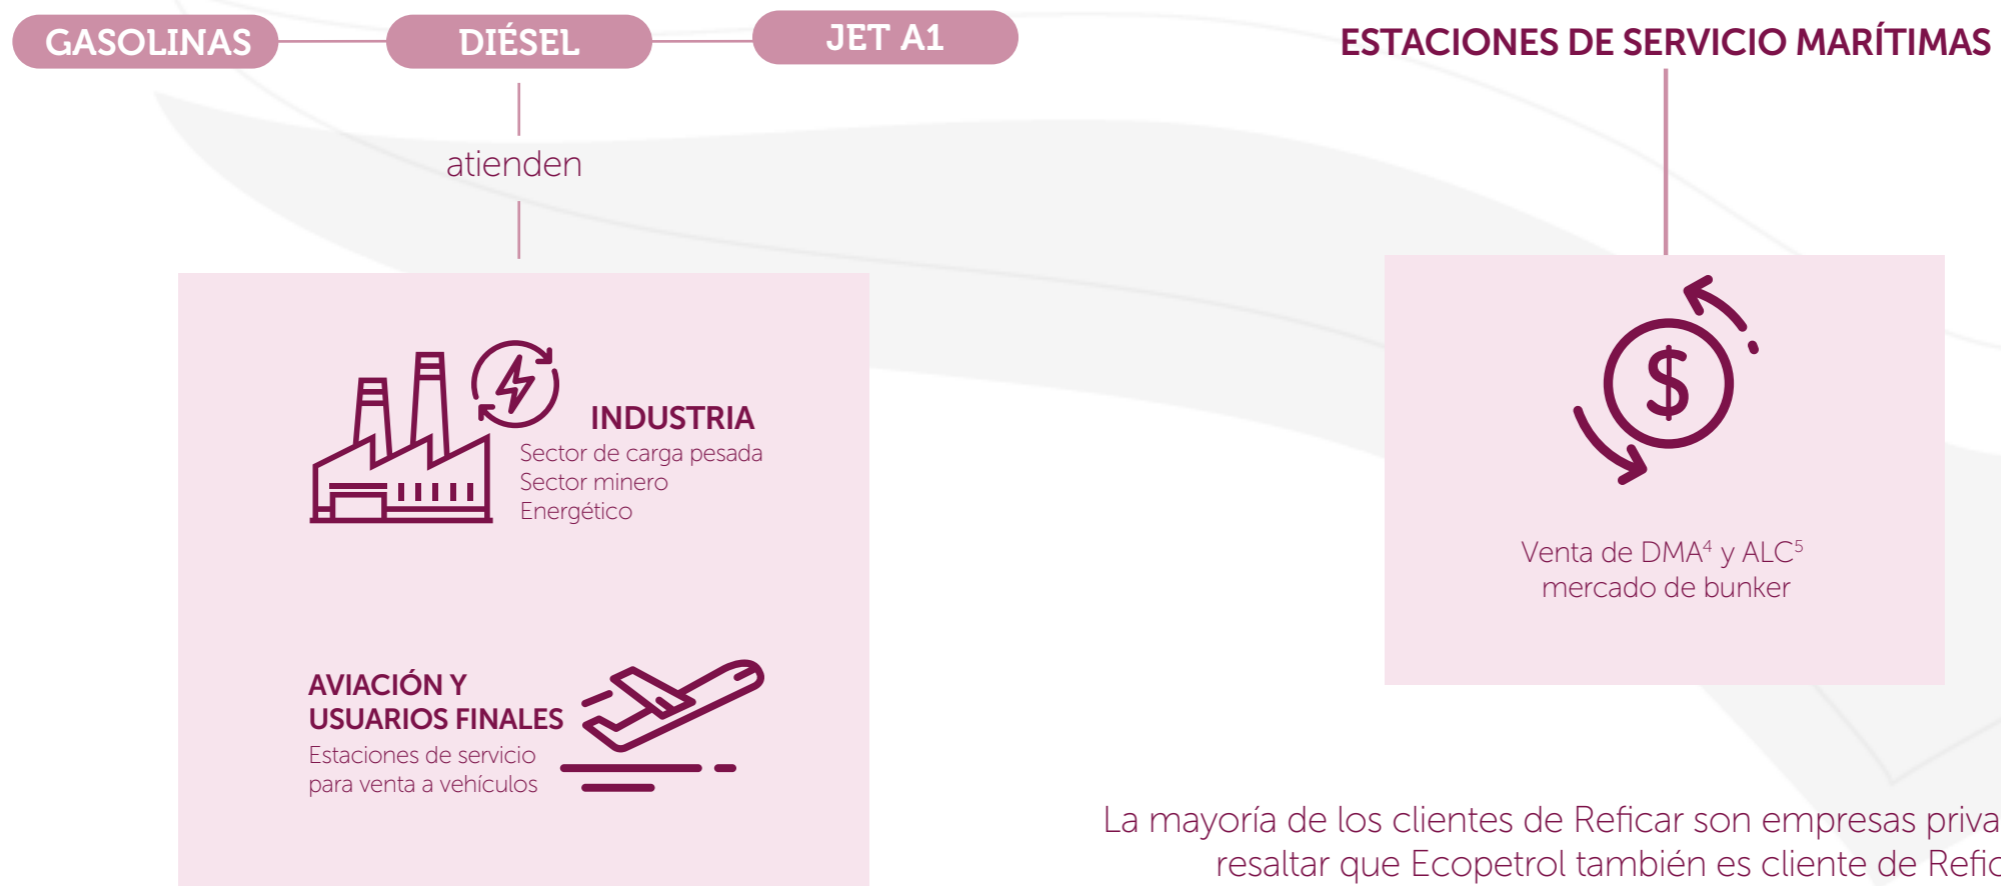 GASOLINAS
DIÉSEL
JET A1
atienden
INDUSTRIA
Sector de carga pesada
Sector minero
Energético
AVIACIÓN Y
USUARIOS FINALES
Estaciones de servicio
para venta a vehículos
ESTACIONES DE SERVICIO MARÍTIMAS
$
Venta de DMA⁴ y ALC⁵
mercado de bunker
La mayoría de los clientes de Reficar son empresas priva
resaltar que Ecopetrol también es cliente de Refic